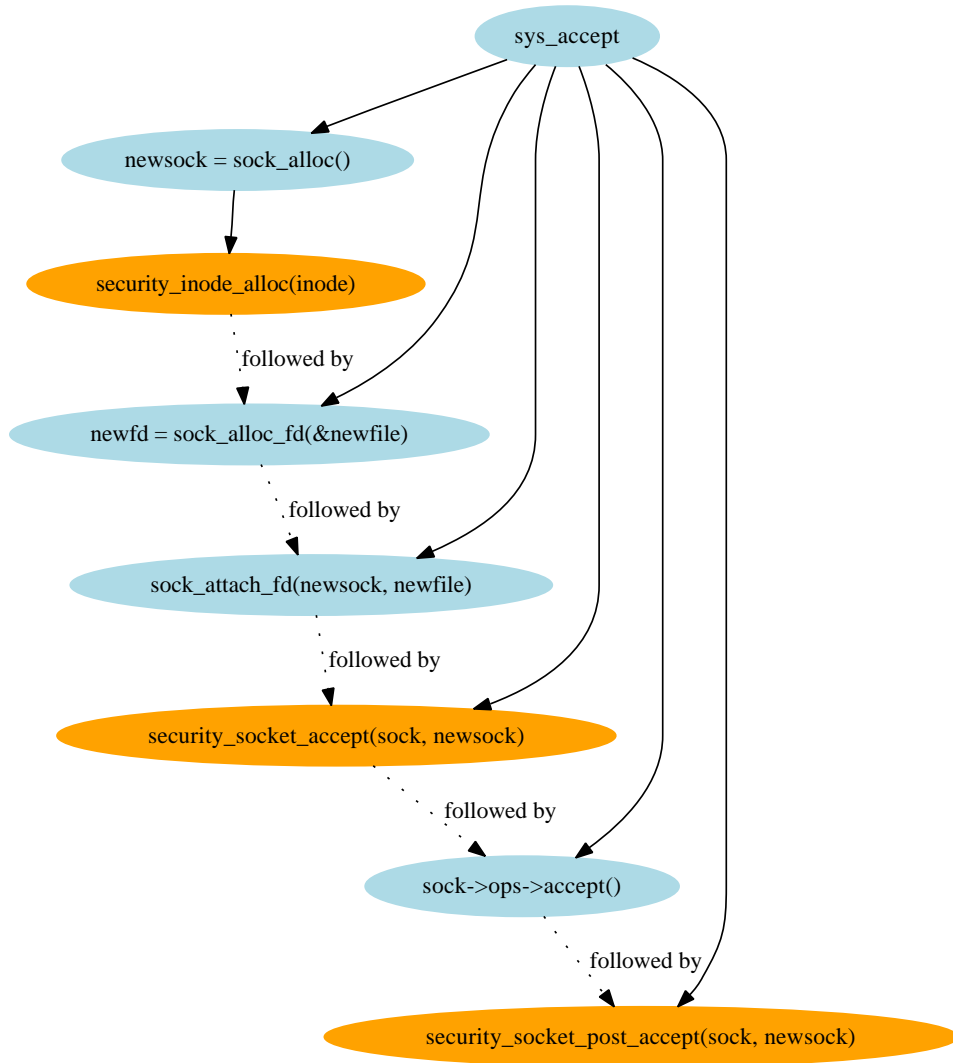 sys_accept
newsock = sock_alloc()
security_inode_alloc(inode)
followed by
newfd = sock_alloc_fd(&newfile)
followed by
sock_attach_fd(newsock, newfile)
followed by
security_socket_accept(sock, newsock)
followed by
sock->ops->accept()
followed by
security_socket_post_accept(sock, newsock)